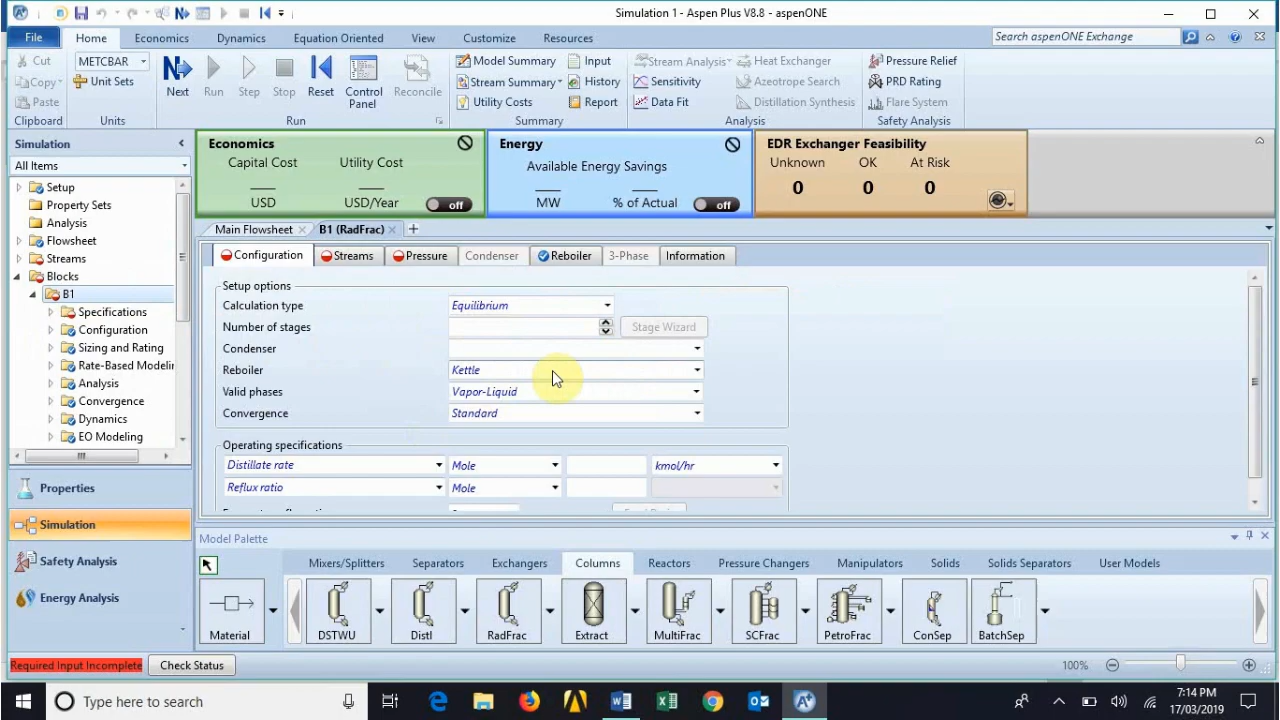 Simulation 1 - Aspen Plus V8.8 - aspenONE
File Home Economics Dynamics Equation Oriented View Customize Resources Search aspenONE Exchange
Cut METCBAR Model Summary Input Stream Analysis Heat Exchanger Pressure Relief
Copy Unit Sets Next Run Step Stop Reset Control Panel Reconcile Stream Summary History Sensitivity Azeotrope Search PRD Rating
Paste Utility Costs Report Data Fit Distillation Synthesis Flare System
Clipboard Units Run Summary Analysis Safety Analysis
Simulation
All Items
Setup
Property Sets
Analysis
Flowsheet
Streams
Blocks
B1
Specifications
Configuration
Sizing and Rating
Rate-Based Modelin
Analysis
Convergence
Dynamics
EO Modeling
Properties
Simulation
Safety Analysis
Energy Analysis
Economics Energy EDR Exchanger Feasibility
Capital Cost Utility Cost Available Energy Savings Unknown OK At Risk
USD USD/Year off MW % of Actual off 0 0 0
Main Flowsheet B1 (RadFrac)
Configuration Streams Pressure Condenser Reboiler 3-Phase Information
Setup options
Calculation type Equilibrium
Number of stages Stage Wizard
Condenser
Reboiler Kettle
Valid phases Vapor-Liquid
Convergence Standard
Operating specifications
Distillate rate Mole kmol/hr
Reflux ratio Mole
Model Palette
Mixers/Splitters Separators Exchangers Columns Reactors Pressure Changers Manipulators Solids Solids Separators User Models
Material DSTWU Distl RadFrac Extract MultiFrac SCFrac PetroFrac ConSep BatchSep
Required Input Incomplete Check Status 100%
Type here to search
7:14 PM
17/03/2019